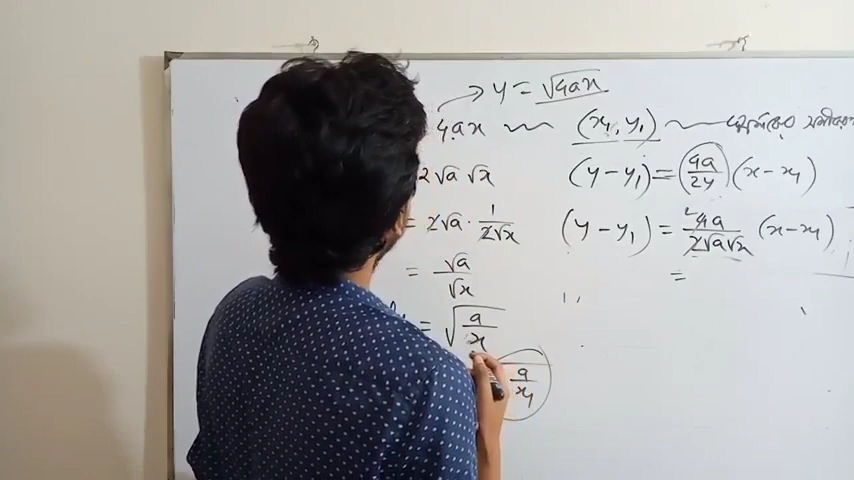 → y = √4ax
4ax ~~ (x₁, y₁) ~~ স্পর্শকের সমীকরণ
2√a √x
(y - y₁) = (4a/2y) (x - x₁)
= 2√a · 1/2√x
(y - y₁) = 4a/2√a√x (x - x₁)
= √a/√x
=
= √a/x
a/x₁